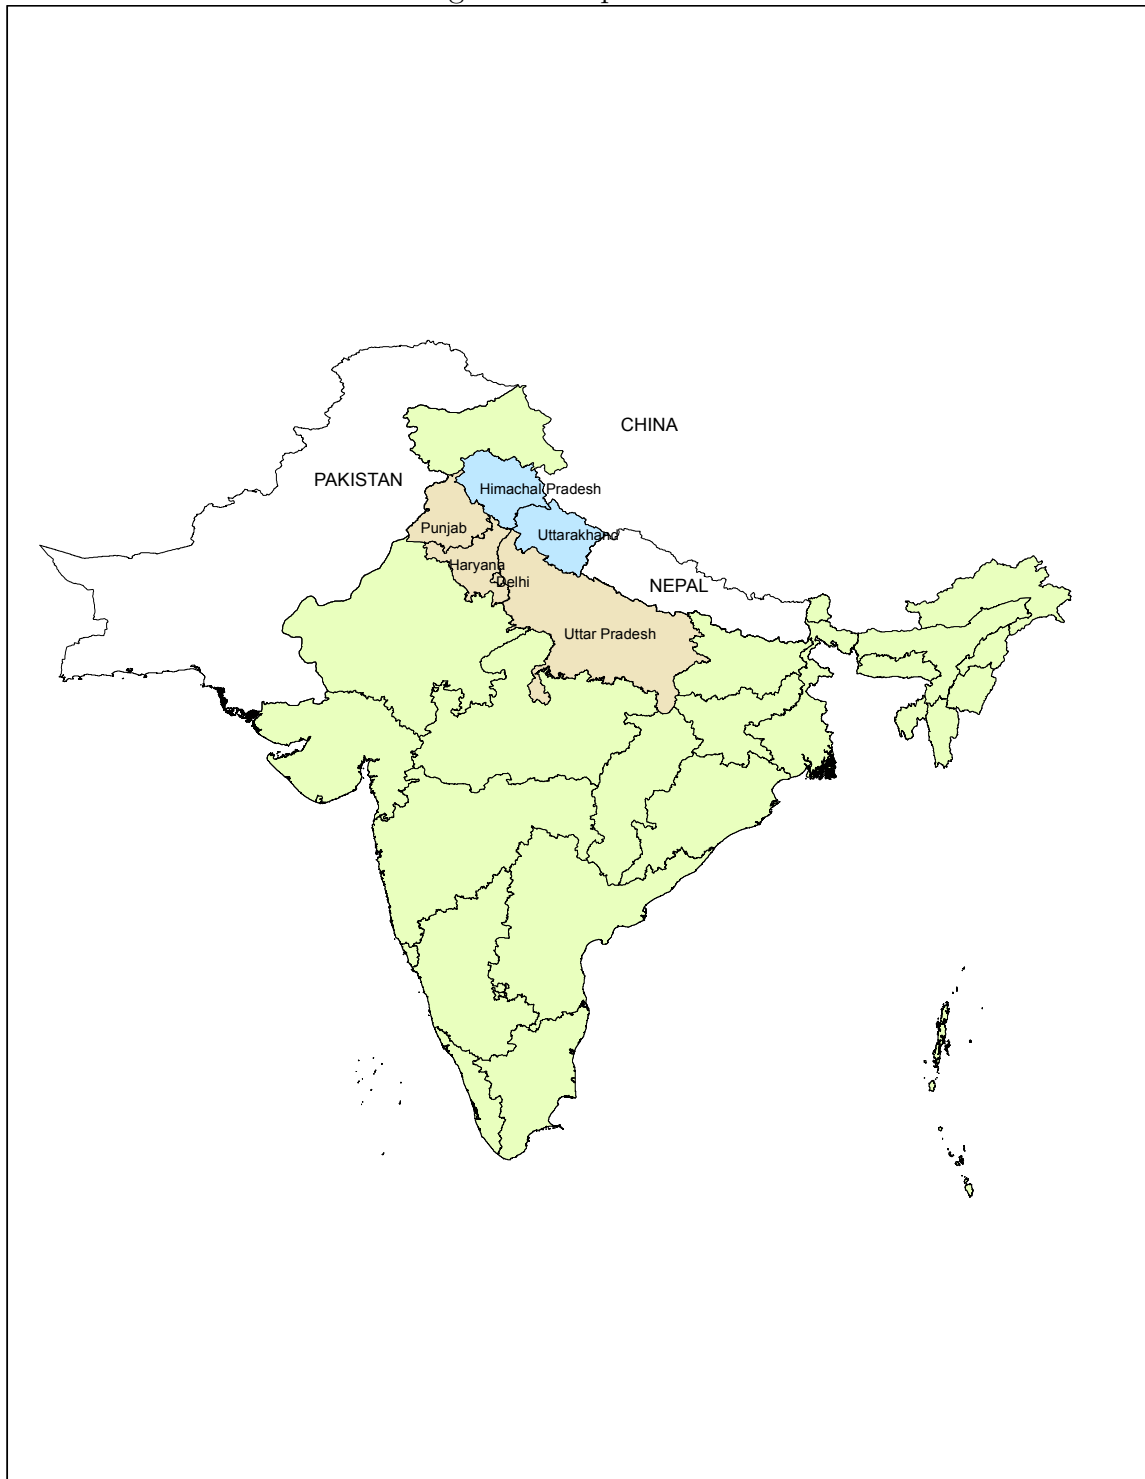 CHINA
PAKISTAN
Himachal Pradesh
Punjab
Uttarakhand
Haryana
Delhi
NEPAL
Uttar Pradesh